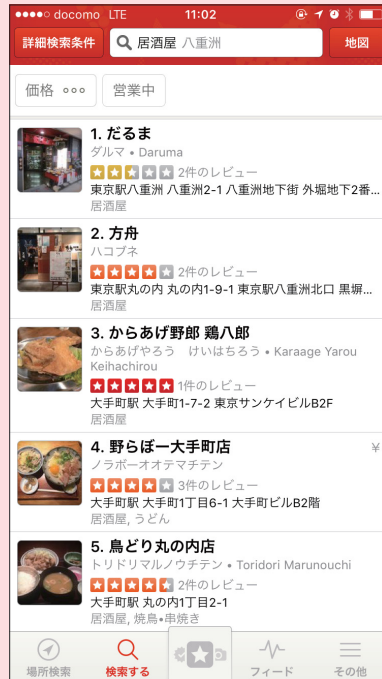 docomo LTE 11:02
詳細検索条件 居酒屋 八重洲 地図
価格 営業中
1. だるま
ダルマ • Daruma
2件のレビュー
東京駅八重洲 八重洲2-1 八重洲地下街 外堀地下2番...
居酒屋
2. 方舟
ハコブネ
2件のレビュー
東京駅丸の内 丸の内1-9-1 東京駅八重洲北口 黒塀...
居酒屋
3. からあげ野郎 鶏八郎
からあげやろう けいはちろう • Karaage Yarou
Keihachirou
1件のレビュー
大手町駅 大手町1-7-2 東京サンケイビルB2F
居酒屋
4. 野らぼー大手町店 ¥
ノラボーオオテマチテン
3件のレビュー
大手町駅 大手町1丁目6-1 大手町ビルB2階
居酒屋, うどん
5. 鳥どり丸の内店
トリドリマルノウチテン • Toridori Marunouchi
2件のレビュー
大手町駅 丸の内1丁目2-1
居酒屋, 焼鳥•串焼き
場所検索 検索する フィード その他